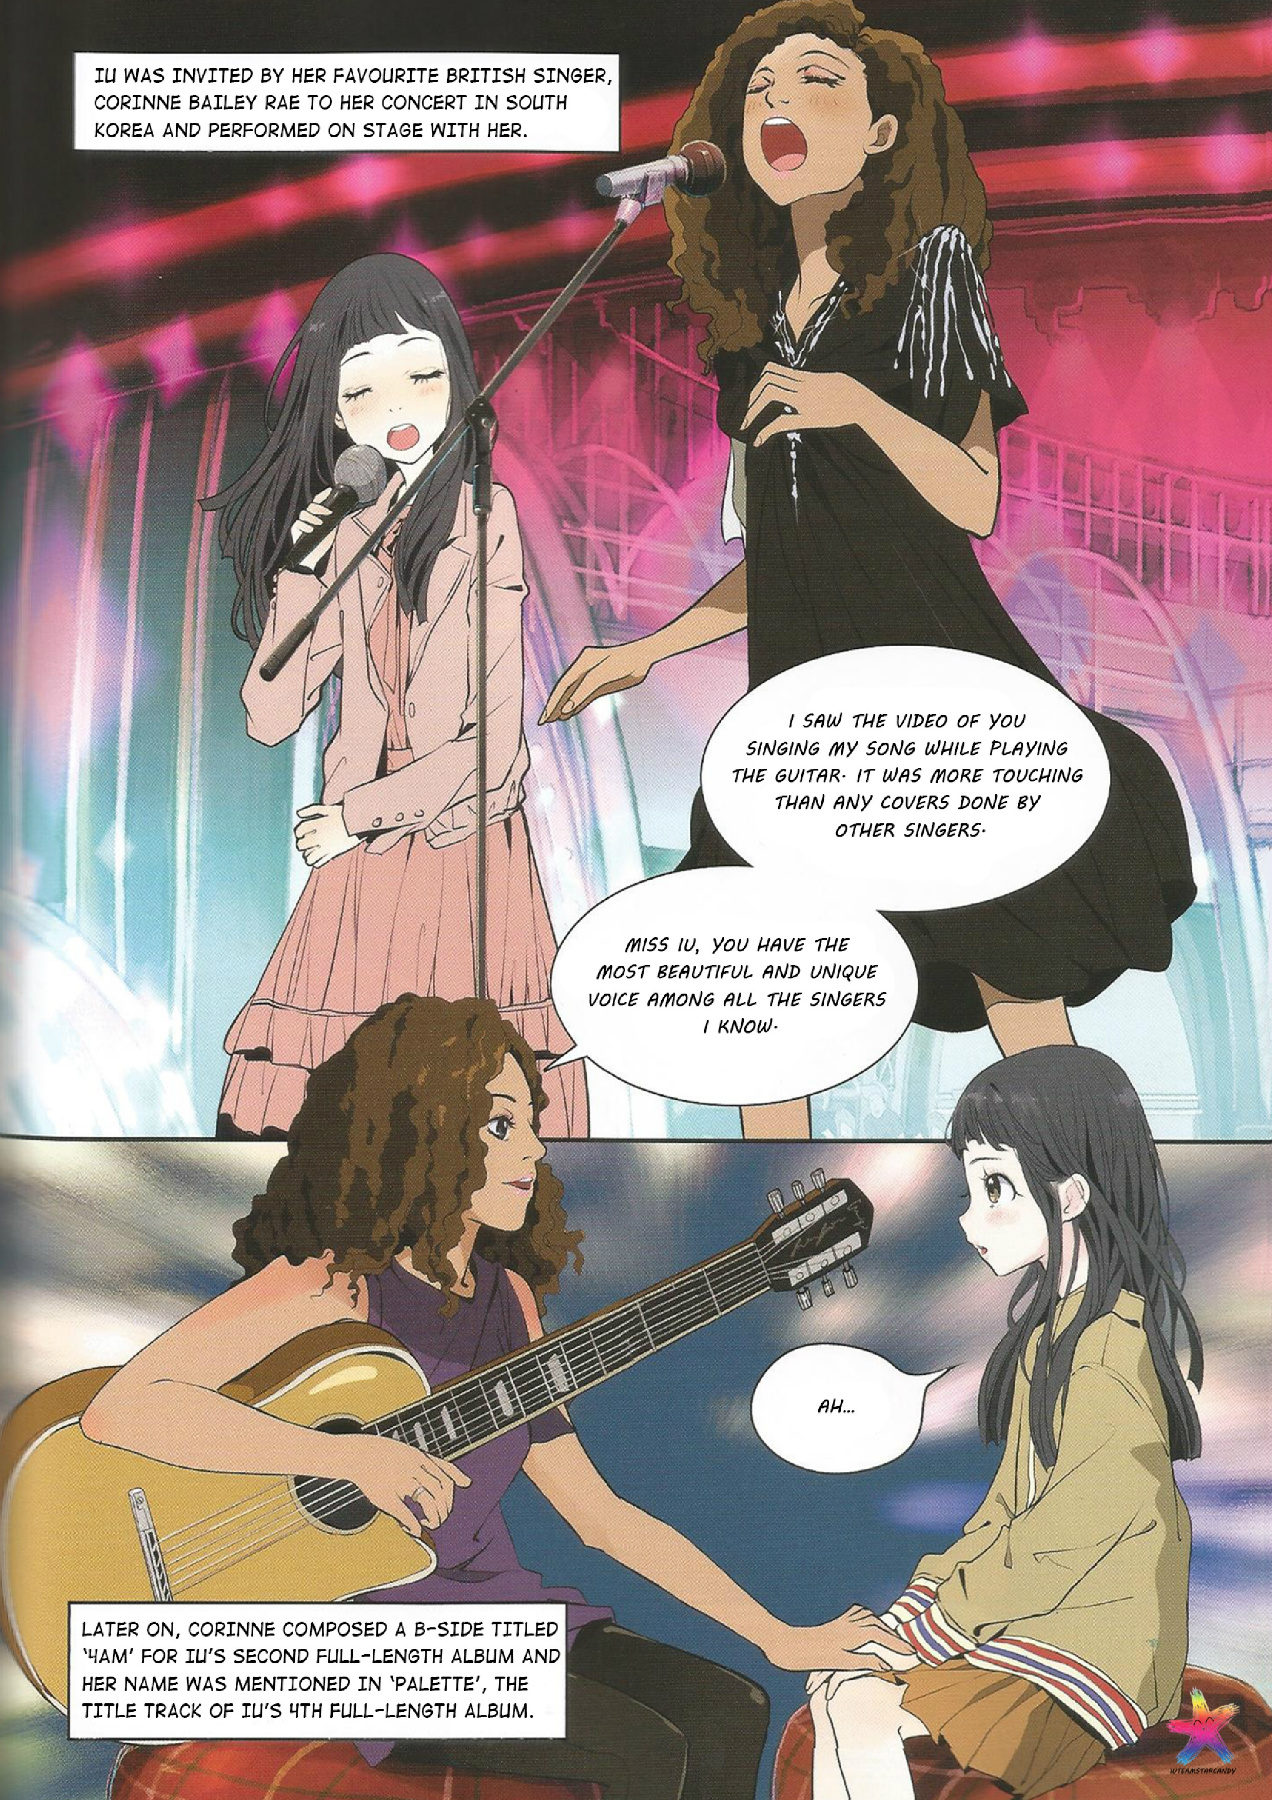 IU WAS INVITED BY HER FAVOURITE BRITISH SINGER,
CORINNE BAILEY RAE TO HER CONCERT IN SOUTH
KOREA AND PERFORMED ON STAGE WITH HER.
I SAW THE VIDEO OF YOU
SINGING MY SONG WHILE PLAYING
THE GUITAR. IT WAS MORE TOUCHING
THAN ANY COVERS DONE BY
OTHER SINGERS.
MISS IU, YOU HAVE THE
MOST BEAUTIFUL AND UNIQUE
VOICE AMONG ALL THE SINGERS
I KNOW.
AH...
LATER ON, CORINNE COMPOSED A B-SIDE TITLED
'4AM' FOR IU'S SECOND FULL-LENGTH ALBUM AND
HER NAME WAS MENTIONED IN 'PALETTE', THE
TITLE TRACK OF IU'S 4TH FULL-LENGTH ALBUM.
IUTEAMSTARCANDY